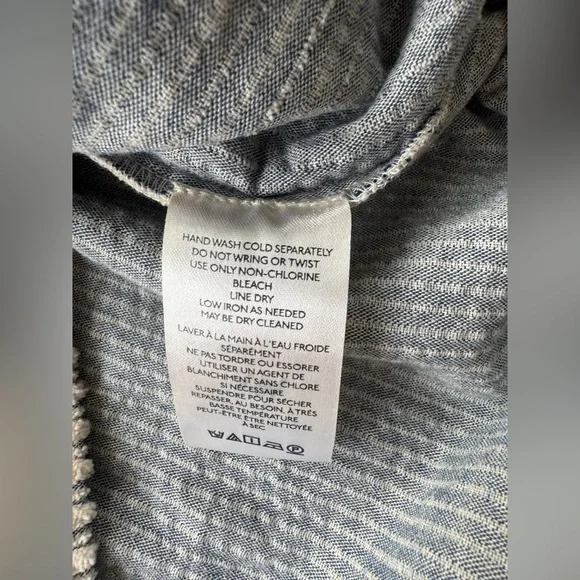 HAND WASH COLD SEPARATELY
DO NOT WRING OR TWIST
USE ONLY NON-CHLORINE
BLEACH
LINE DRY
LOW IRON AS NEEDED
MAY BE DRY CLEANED
LAVER À LA MAIN À L'EAU FROIDE
SÉPARÉMENT
NE PAS TORDRE OU ESSORER
UTILISER UN AGENT DE
BLANCHIMENT SANS CHLORE
SI NÉCESSAIRE
SUSPENDRE POUR SÉCHER
REPASSER, AU BESOIN, À TRÈS
BASSE TEMPÉRATURE
PEUT-ÊTRE ÊTRE NETTOYÉE
À SEC